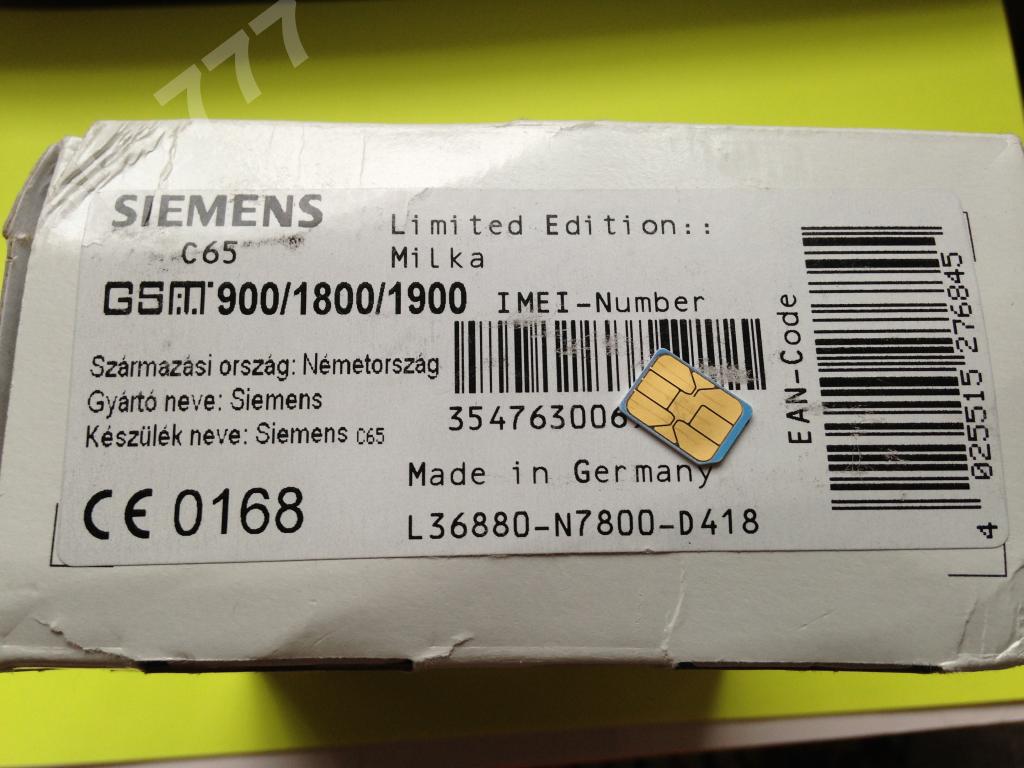 777
SIEMENS
C65
Limited Edition::
Milka
GSM 900/1800/1900
IMEI-Number
Származási ország: Németország
Gyártó neve: Siemens
Készülék neve: Siemens C65
35476300
Made in Germany
CE 0168
L36880-N7800-D418
EAN-Code
4 025515 276845